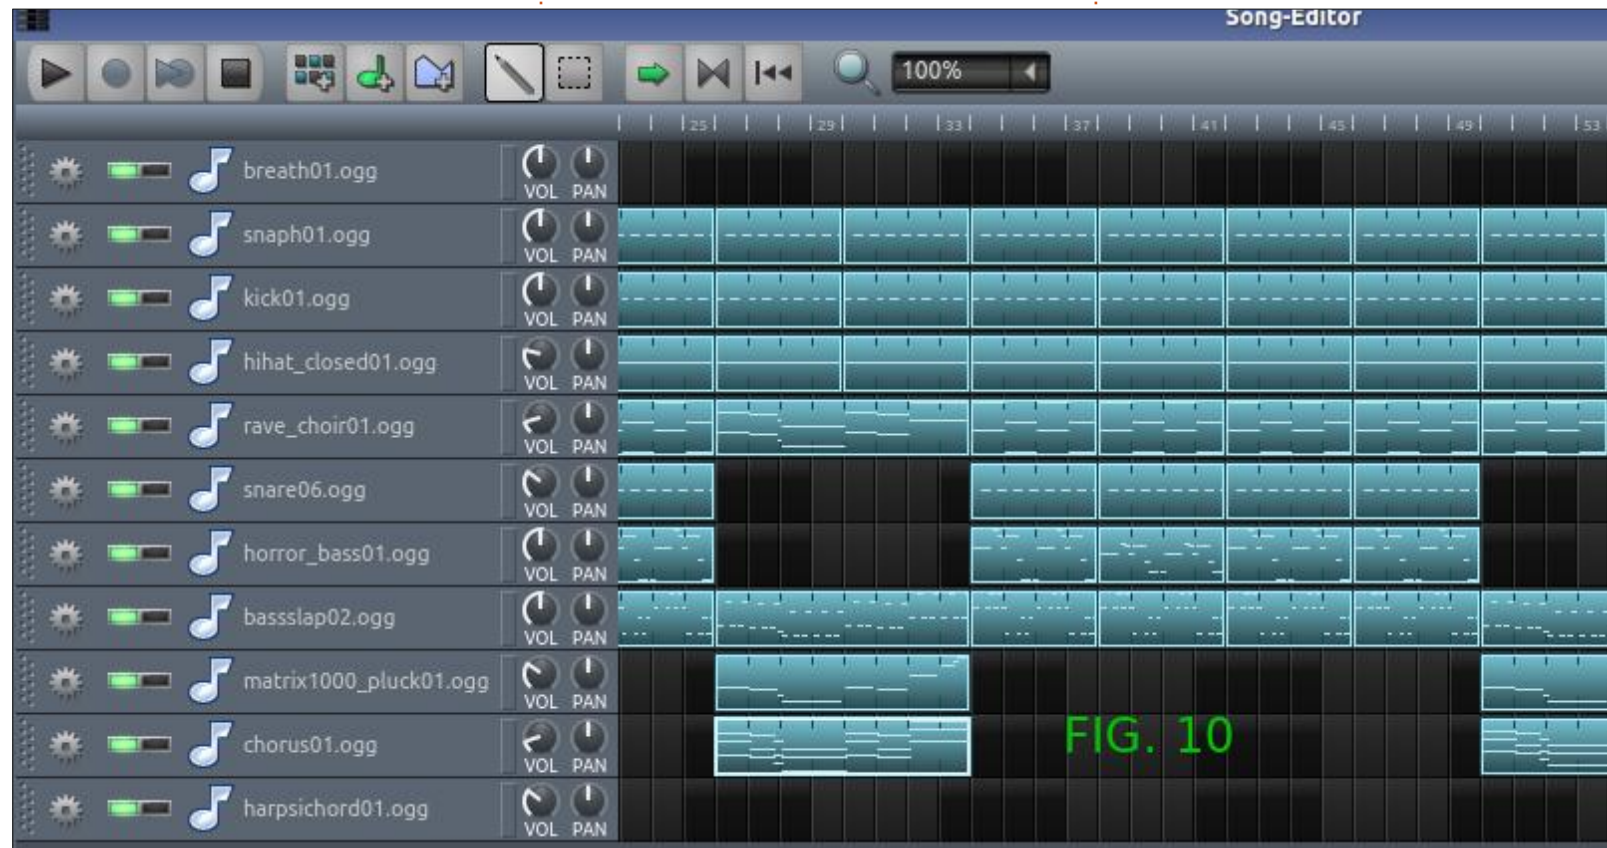 Song-Editor
100%
25 29 33 37 41 45 49 53
breath01.ogg VOL PAN
snaph01.ogg VOL PAN
kick01.ogg VOL PAN
hihat_closed01.ogg VOL PAN
rave_choir01.ogg VOL PAN
snare06.ogg VOL PAN
horror_bass01.ogg VOL PAN
bassslap02.ogg VOL PAN
matrix1000_pluck01.ogg VOL PAN
chorus01.ogg VOL PAN
FIG. 10
harpsichord01.ogg VOL PAN